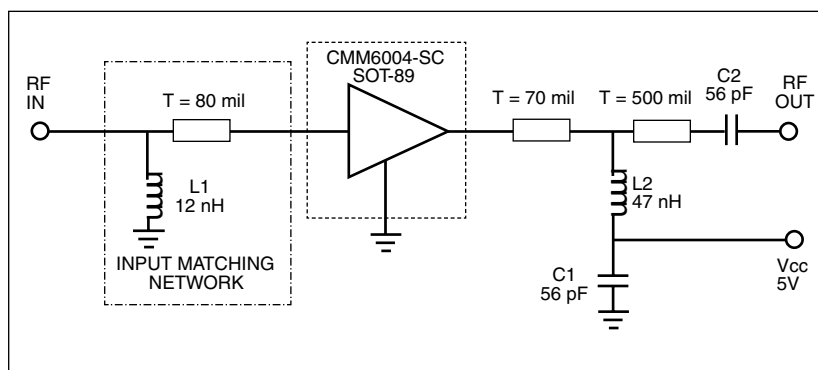 CMM6004-SC
SOT-89
RF
IN
T = 80 mil
T = 70 mil
T = 500 mil
C2
56 pF
RF
OUT
L1
12 nH
L2
47 nH
INPUT MATCHING
NETWORK
C1
56 pF
Vcc
5V